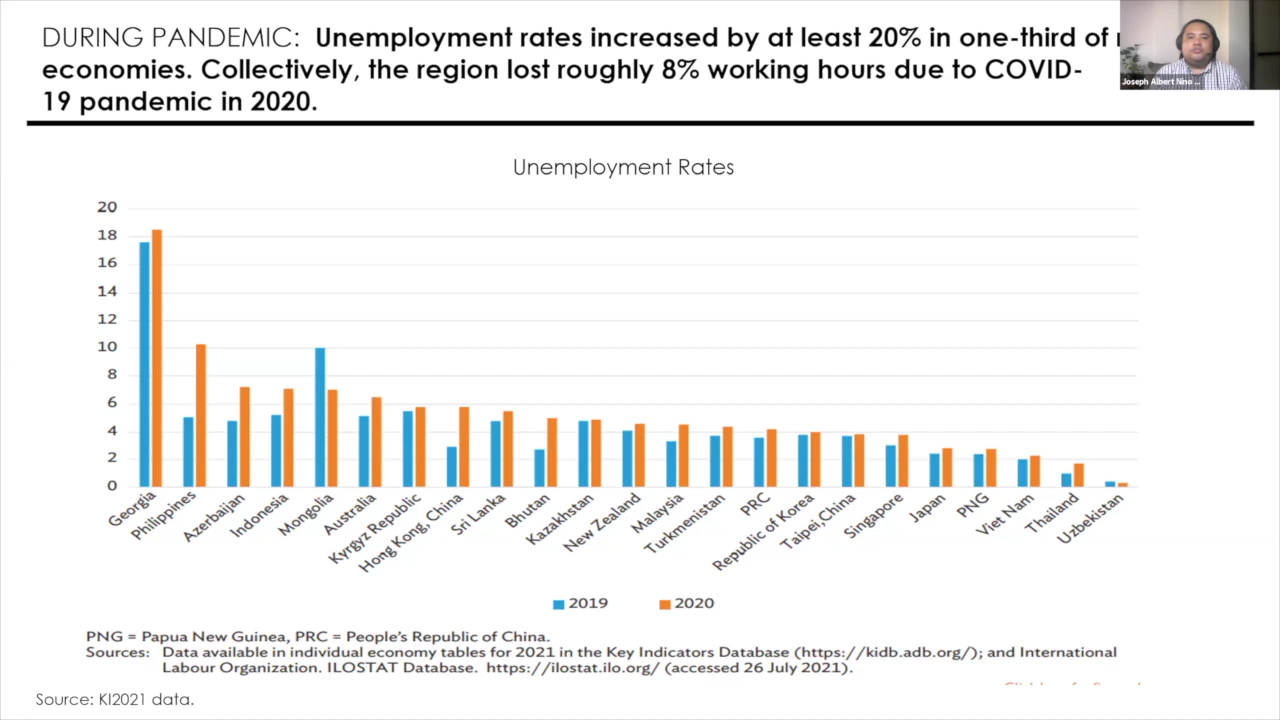 DURING PANDEMIC: Unemployment rates increased by at least 20% in one-third of
economies. Collectively, the region lost roughly 8% working hours due to COVID-
19 pandemic in 2020.
Joseph Albert Nino ...
Unemployment Rates
20
18
16
14
12
10
8
6
4
2
0
Georgia
Philippines
Azerbaijan
Indonesia
Mongolia
Australia
Kyrgyz Republic
Hong Kong, China
Sri Lanka
Bhutan
Kazakhstan
New Zealand
Malaysia
Turkmenistan
PRC
Republic of Korea
Taipei,China
Singapore
Japan
PNG
Viet Nam
Thailand
Uzbekistan
2019
2020
PNG = Papua New Guinea, PRC = People's Republic of China.
Sources: Data available in individual economy tables for 2021 in the Key Indicators Database (https://kidb.adb.org/); and International
Labour Organization. ILOSTAT Database. https://ilostat.ilo.org/ (accessed 26 July 2021).
Source: KI2021 data.